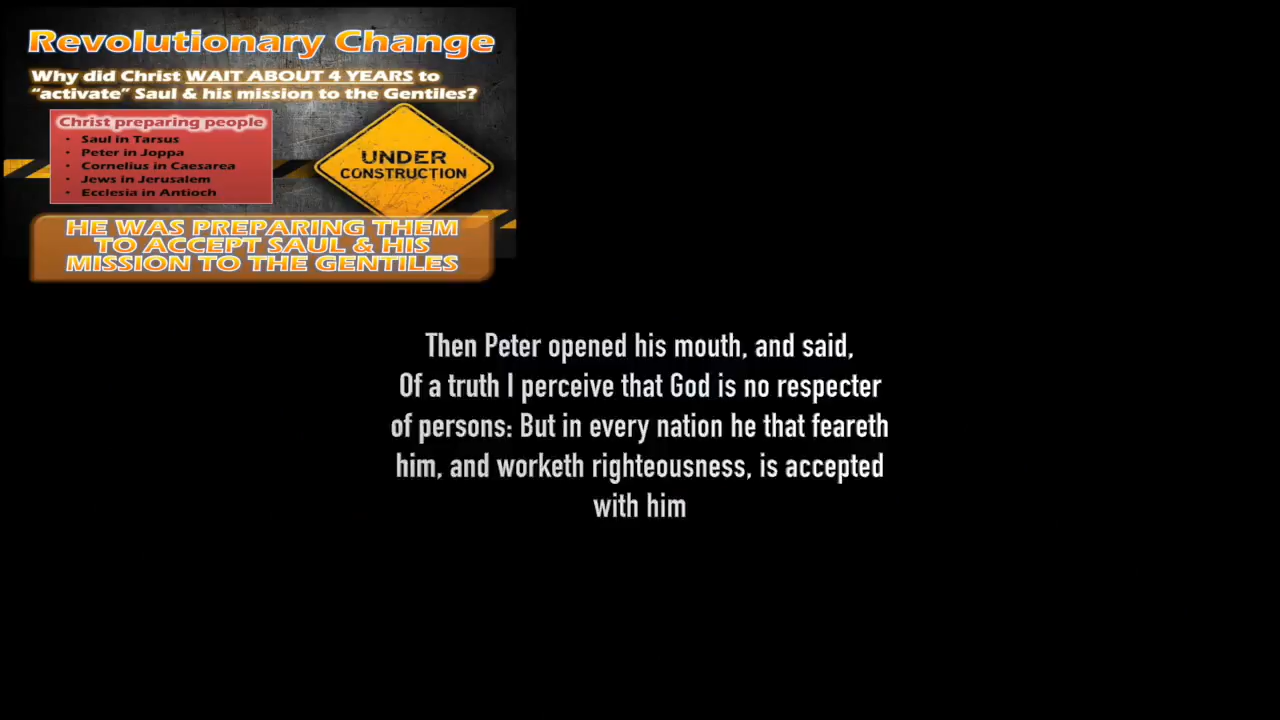 Revolutionary Change
Why did Christ WAIT ABOUT 4 YEARS to
“activate” Saul & his mission to the Gentiles?
Christ preparing people
• Saul in Tarsus
• Peter in Joppa
• Cornelius in Caesarea
• Jews in Jerusalem
• Ecclesia in Antioch
UNDER
CONSTRUCTION
HE WAS PREPARING THEM
TO ACCEPT SAUL & HIS
MISSION TO THE GENTILES
Then Peter opened his mouth, and said,
Of a truth I perceive that God is no respecter
of persons: But in every nation he that feareth
him, and worketh righteousness, is accepted
with him